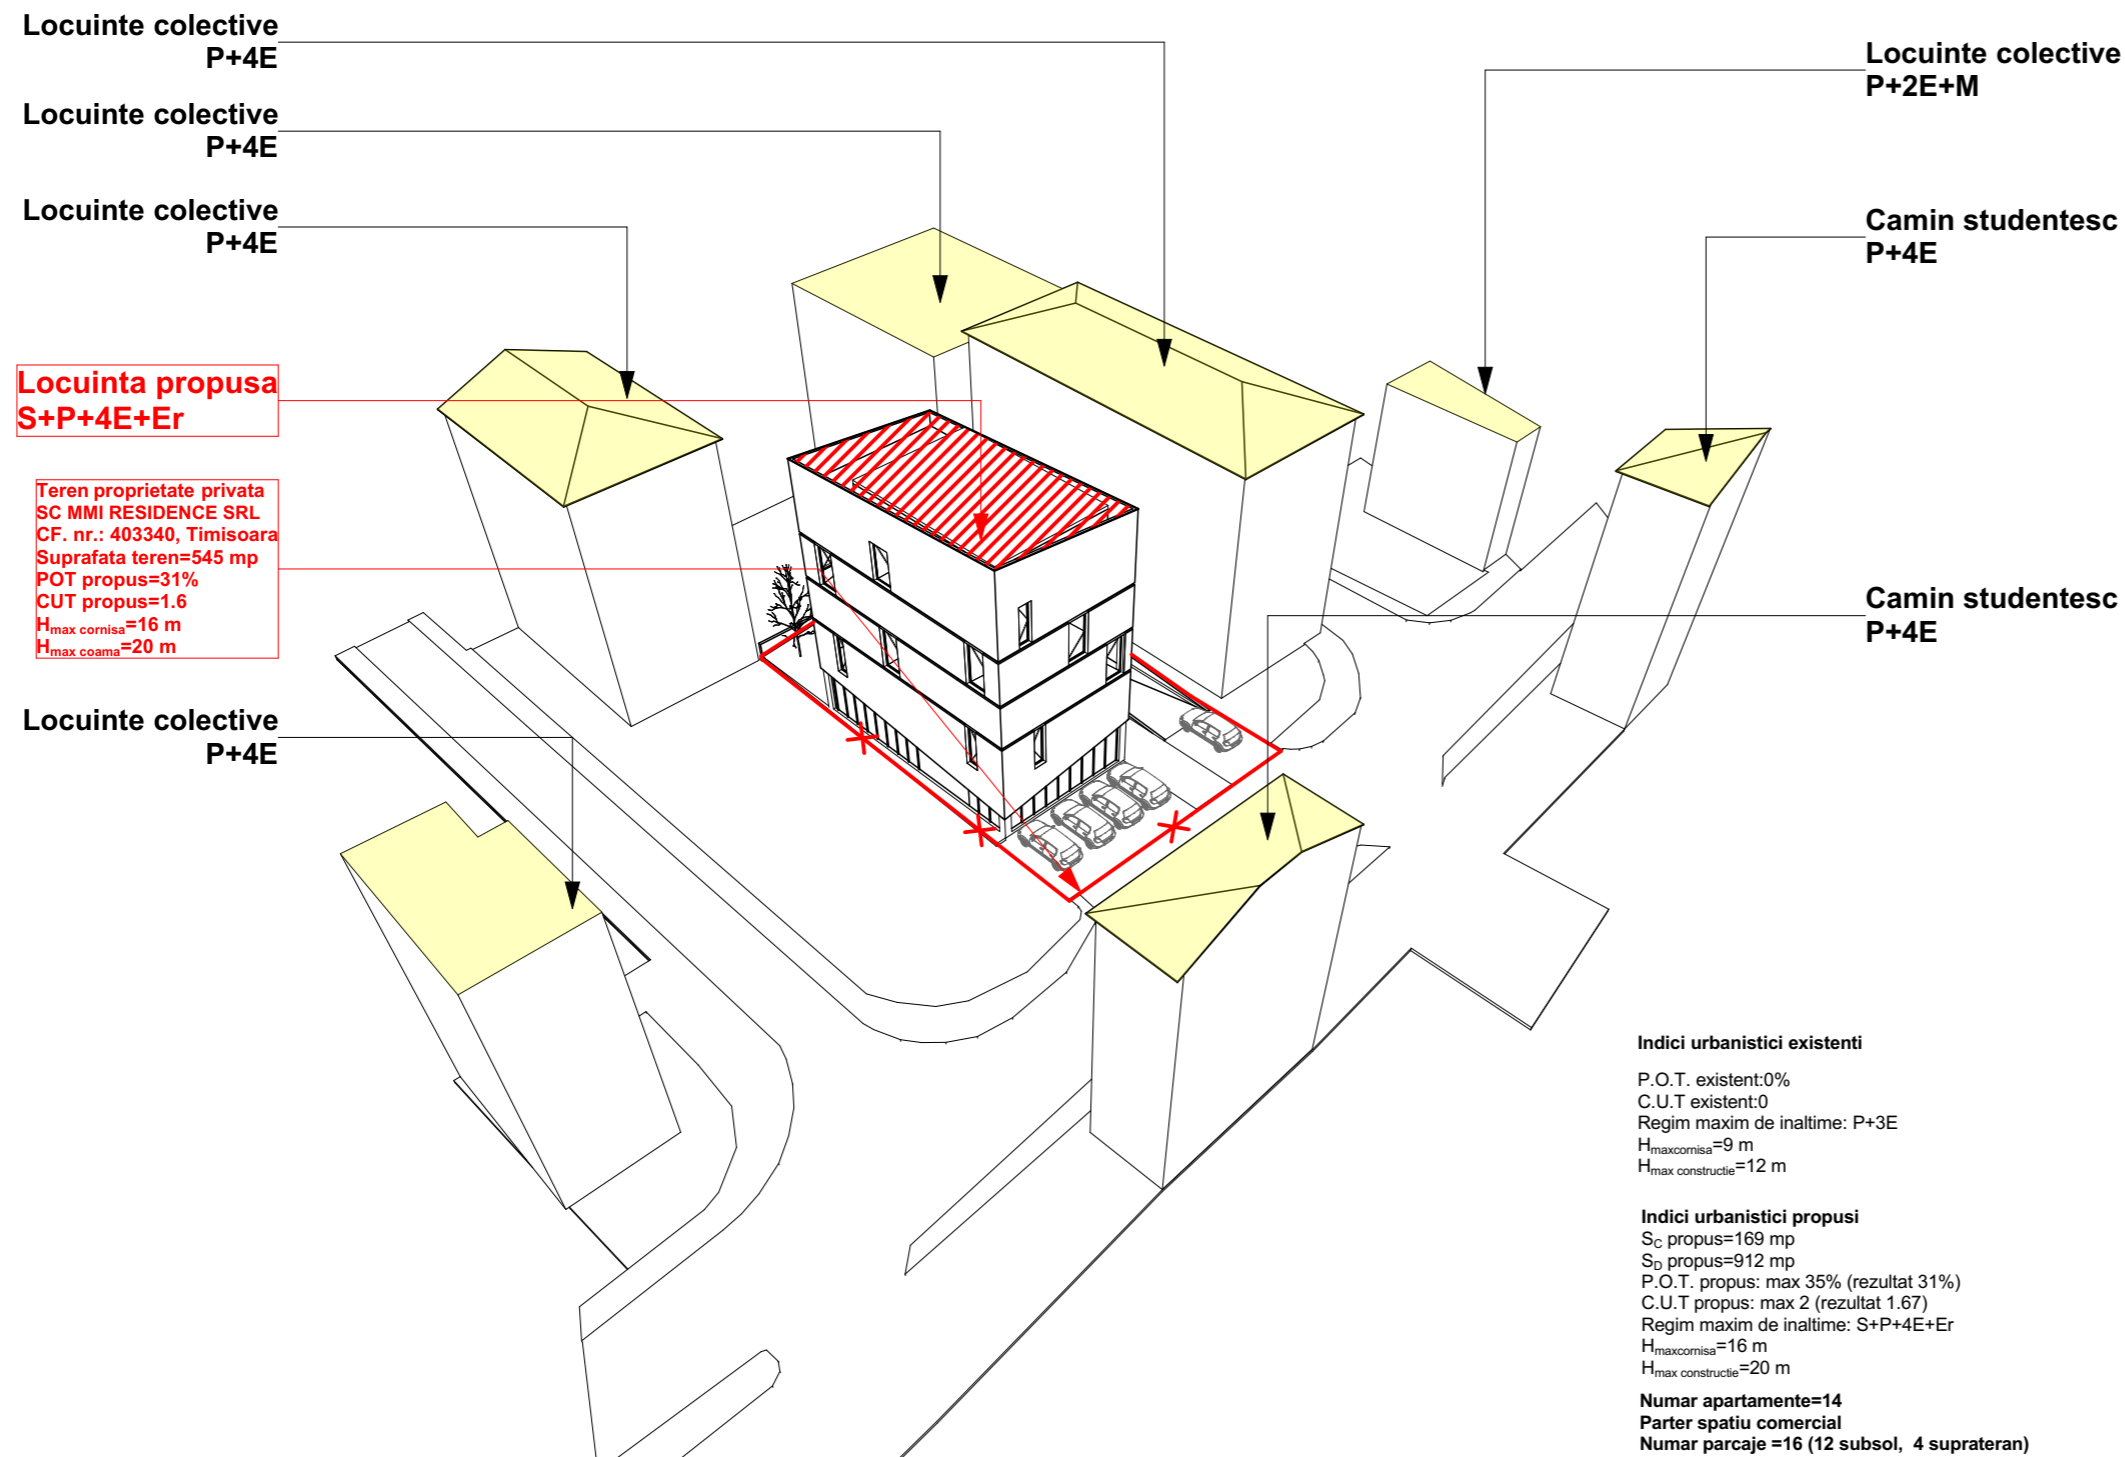 Locuinte colective
P+4E
Locuinte colective
P+4E
Locuinte colective
P+4E
Locuinta propusa
S+P+4E+Er
Teren proprietate privata
SC MMI RESIDENCE SRL
CF. nr.: 403340, Timisoara
Suprafata teren=545 mp
POT propus=31%
CUT propus=1.6
Hmax cornisa=16 m
Hmax coama=20 m
Locuinte colective
P+4E
Locuinte colective
P+2E+M
Camin studentesc
P+4E
Camin studentesc
P+4E
Indici urbanistici existenti
P.O.T. existent:0%
C.U.T existent:0
Regim maxim de inaltime: P+3E
Hmaxcornisa=9 m
Hmax constructie=12 m
Indici urbanistici propusi
SC propus=169 mp
SD propus=912 mp
P.O.T. propus: max 35% (rezultat 31%)
C.U.T propus: max 2 (rezultat 1.67)
Regim maxim de inaltime: S+P+4E+Er
Hmaxcornisa=16 m
Hmax constructie=20 m
Numar apartamente=14
Parter spatiu comercial
Numar parcaje =16 (12 subsol, 4 suprateran)